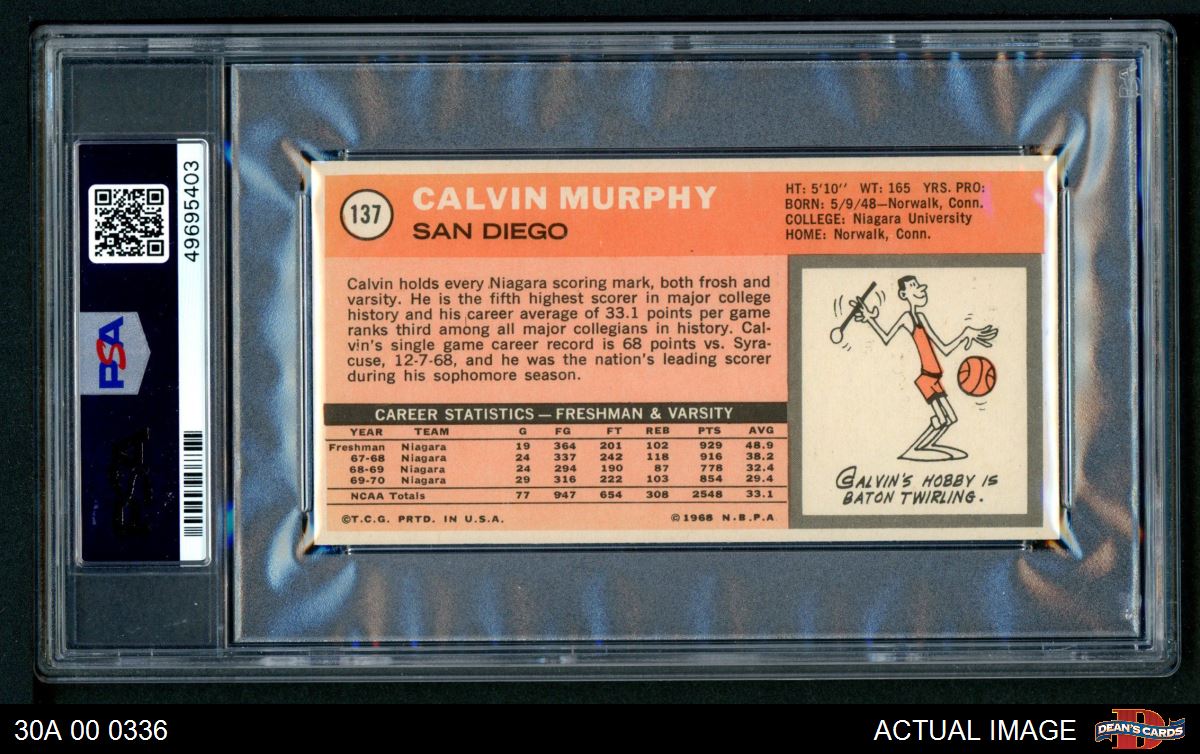 49695403
PSA
137
CALVIN MURPHY
SAN DIEGO
HT: 5'10'' WT: 165 YRS. PRO:
BORN: 5/9/48—Norwalk, Conn.
COLLEGE: Niagara University
HOME: Norwalk, Conn.
Calvin holds every Niagara scoring mark, both frosh and
varsity. He is the fifth highest scorer in major college
history and his career average of 33.1 points per game
ranks third among all major collegians in history. Cal-
vin's single game career record is 68 points vs. Syra-
cuse, 12-7-68, and he was the nation's leading scorer
during his sophomore season.
CAREER STATISTICS — FRESHMAN & VARSITY
YEAR TEAM G FG FT REB PTS AVG
Freshman Niagara 19 364 201 102 929 48.9
67-68 Niagara 24 337 242 118 916 38.2
68-69 Niagara 24 294 190 87 778 32.4
69-70 Niagara 29 316 222 103 854 29.4
NCAA Totals 77 947 654 308 2548 33.1
©T.C.G. PRTD. IN U.S.A. ©1968 N.B.P.A
CALVIN'S HOBBY IS
BATON TWIRLING.
PSA
PSA
30A 00 0336
ACTUAL IMAGE
DEAN'S CARDS